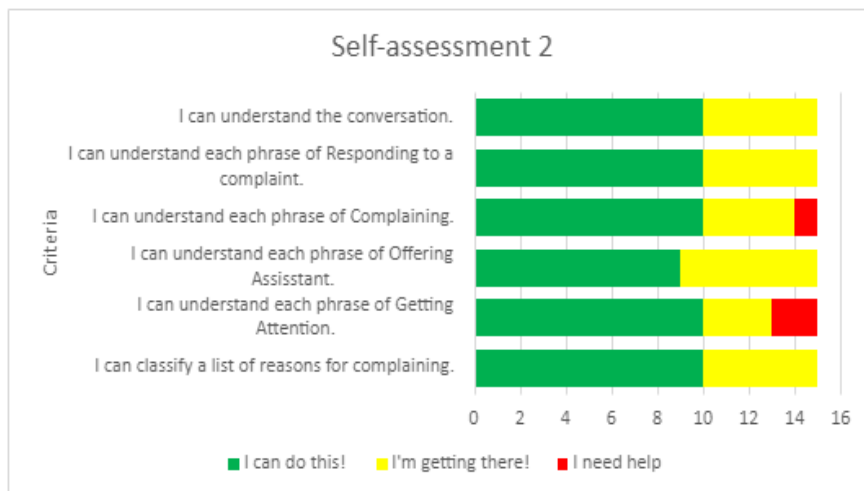 Self-assessment 2
I can understand the conversation.
I can understand each phrase of Responding to a
complaint.
I can understand each phrase of Complaining.
I can understand each phrase of Offering
Assisstant.
I can understand each phrase of Getting
Attention.
I can classify a list of reasons for complaining.
Criteria
0 2 4 6 8 10 12 14 16
I can do this! I'm getting there! I need help